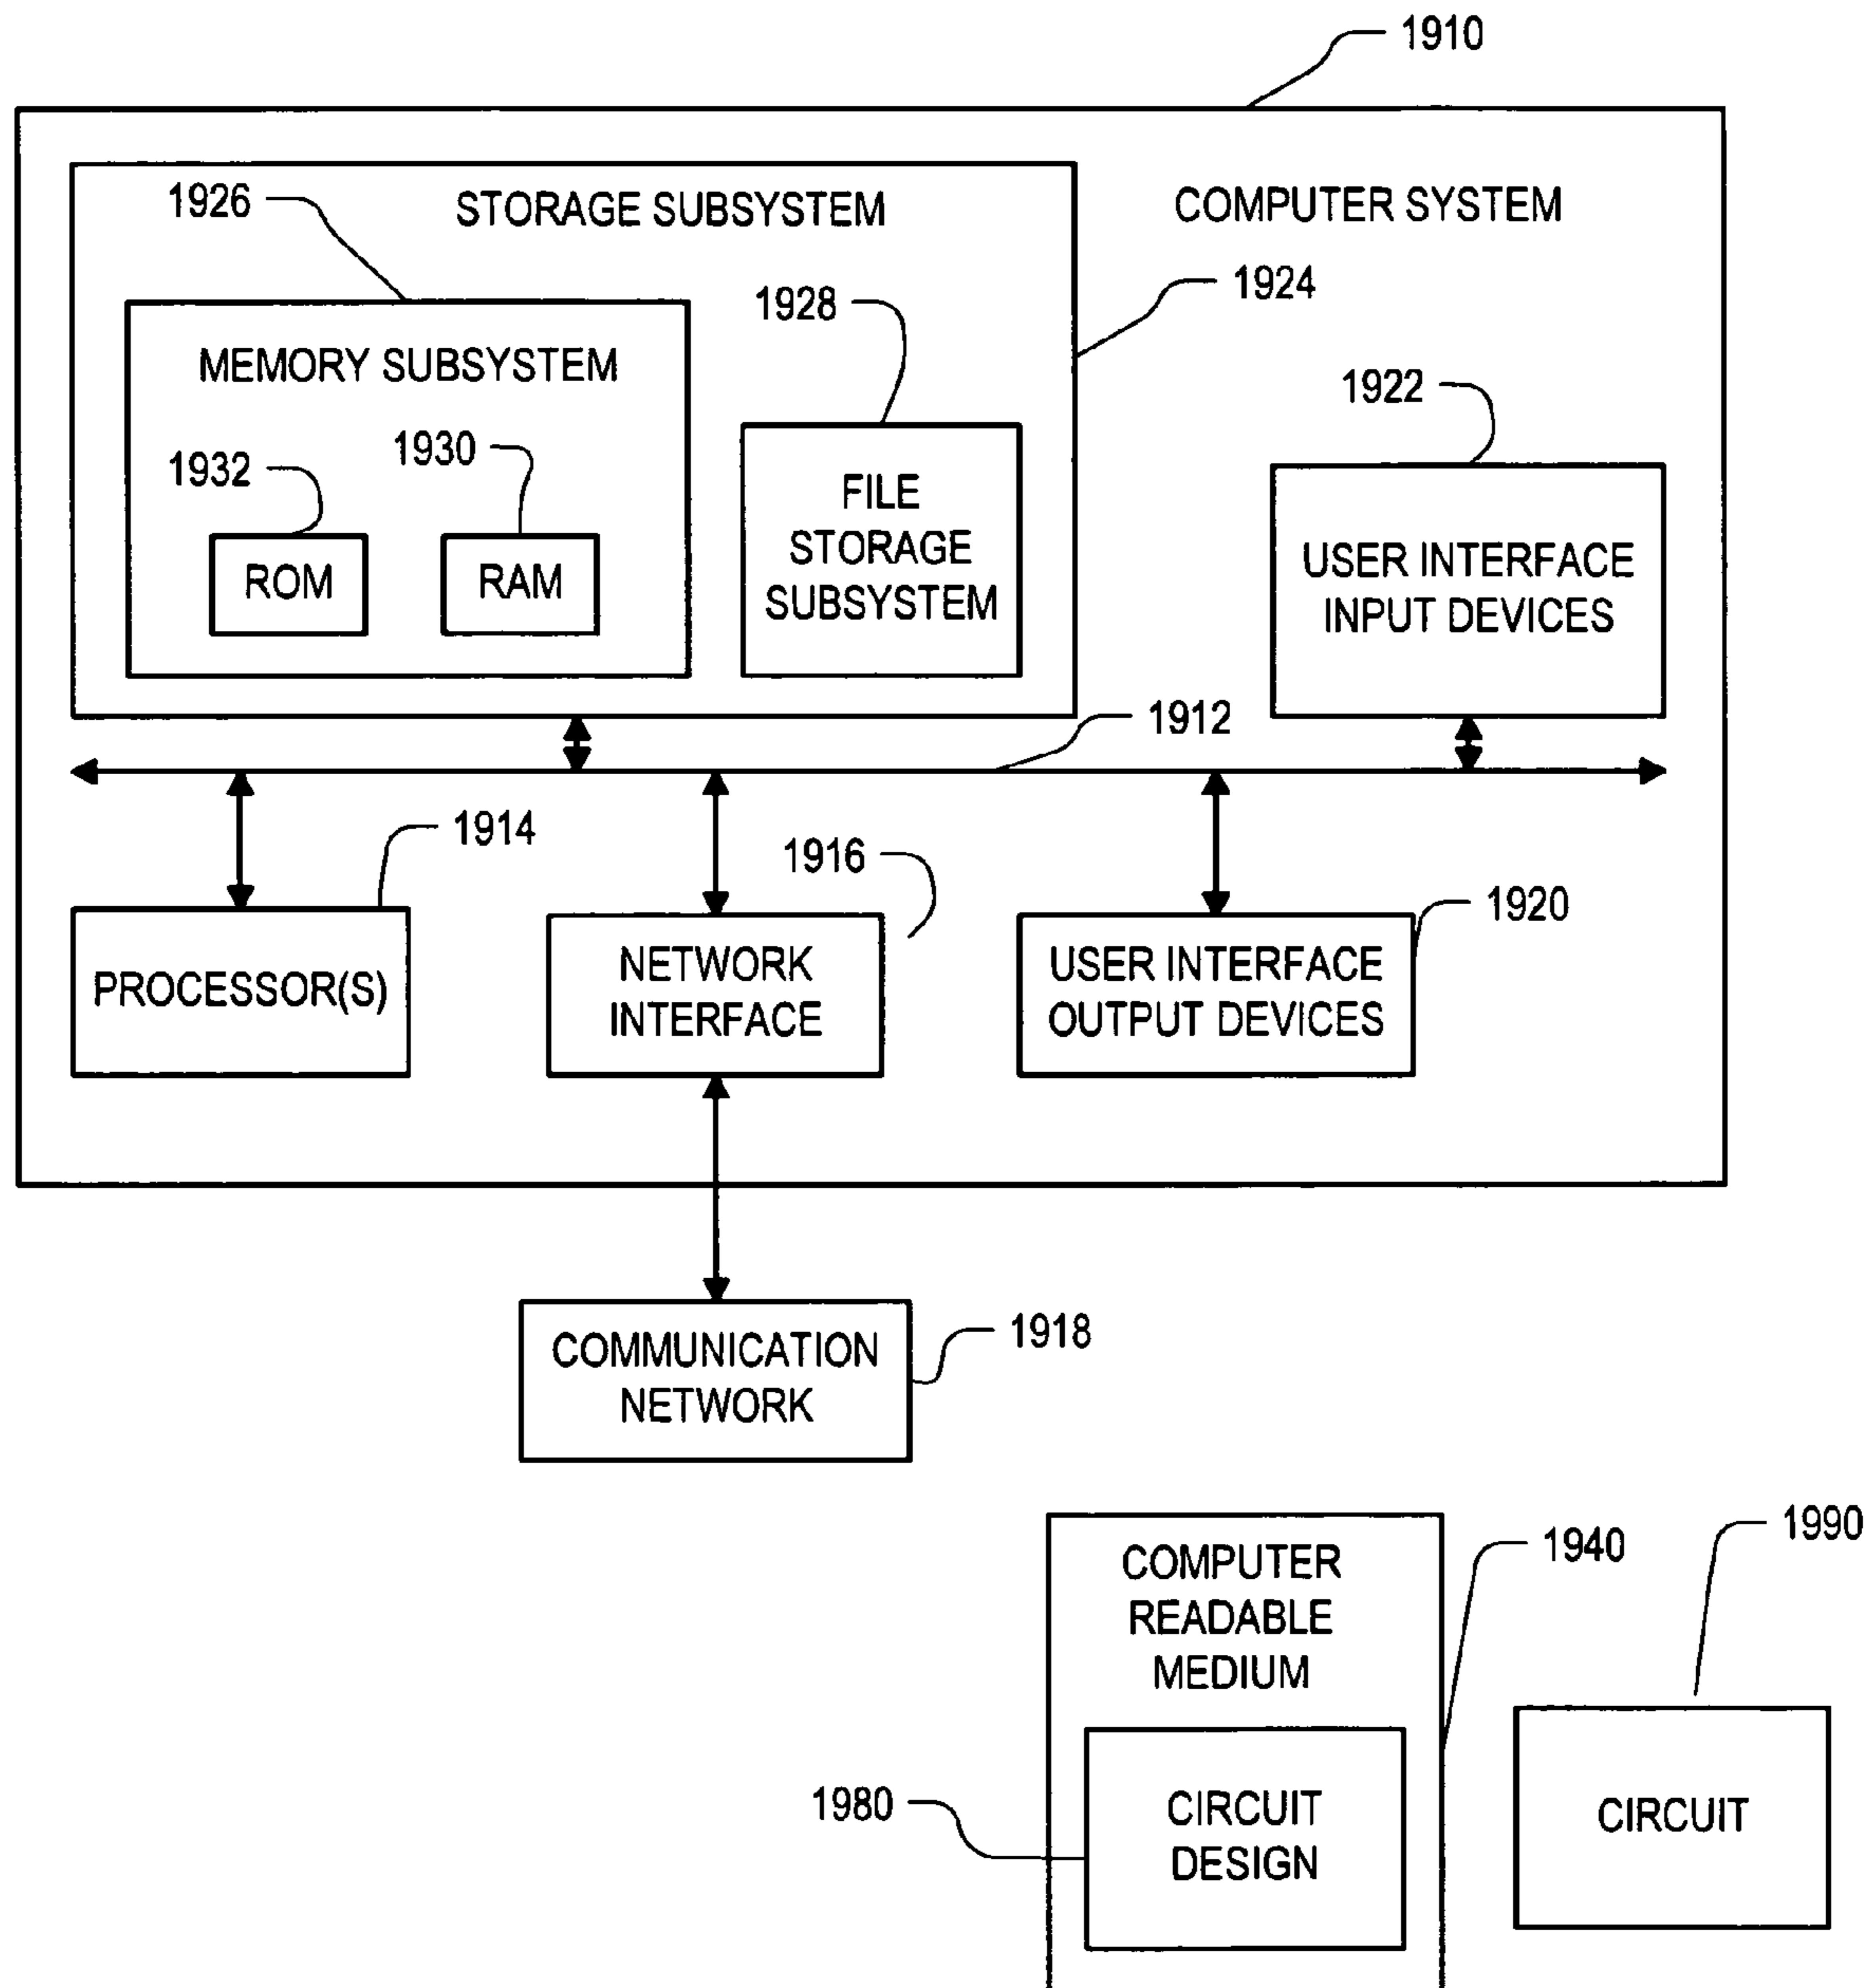 1910
1926
STORAGE SUBSYSTEM
COMPUTER SYSTEM
1924
1928
MEMORY SUBSYSTEM
1922
1932
1930
FILE
STORAGE
SUBSYSTEM
ROM
RAM
USER INTERFACE
INPUT DEVICES
1912
1914
1916
1920
PROCESSOR(S)
NETWORK
INTERFACE
USER INTERFACE
OUTPUT DEVICES
COMMUNICATION
NETWORK
1918
1990
COMPUTER
READABLE
MEDIUM
1940
1980
CIRCUIT
DESIGN
CIRCUIT